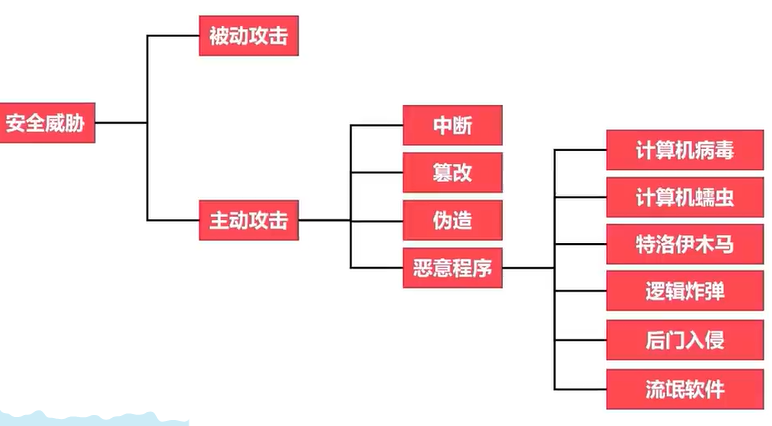 安全威胁
被动攻击
主动攻击
中断
篡改
伪造
恶意程序
计算机病毒
计算机蠕虫
特洛伊木马
逻辑炸弹
后门入侵
流氓软件